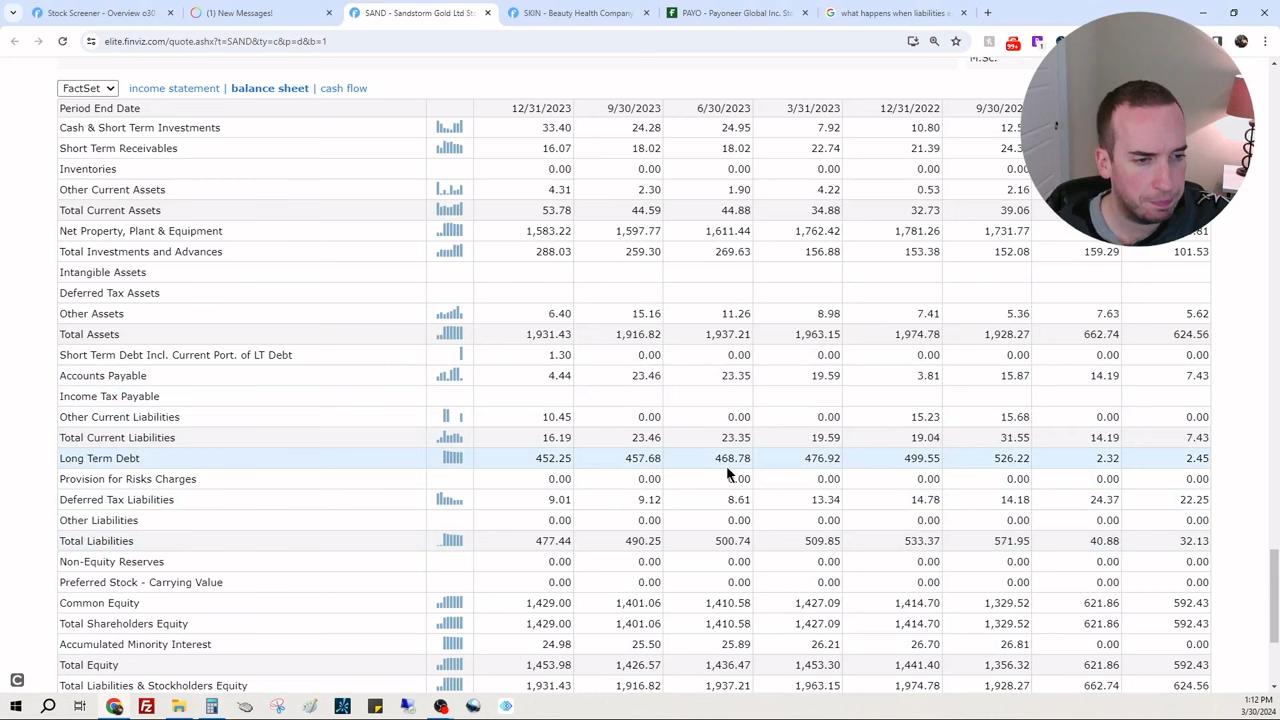 Stock Screener - Overview o30
(1) New Messages!
SAND - Sandstorm Gold Ltd St
SKIN - Beauty Health Company
PAYO - Payoneer Global Inc. St
what happens when liabilities e
elite.finviz.com/quote.ashx?t=SAND&ty=c&p=d&b=1
99+
1
M.Sc.
FactSet income statement | balance sheet | cash flow
Period End Date 12/31/2023 9/30/2023 6/30/2023 3/31/2023 12/31/2022 9/30/202
Cash & Short Term Investments 33.40 24.28 24.95 7.92 10.80 12.5
Short Term Receivables 16.07 18.02 18.02 22.74 21.39 24.3
Inventories 0.00 0.00 0.00 0.00 0.00 0.00
Other Current Assets 4.31 2.30 1.90 4.22 0.53 2.16
Total Current Assets 53.78 44.59 44.88 34.88 32.73 39.06
Net Property, Plant & Equipment 1,583.22 1,597.77 1,611.44 1,762.42 1,781.26 1,731.77 .81
Total Investments and Advances 288.03 259.30 269.63 156.88 153.38 152.08 159.29 101.53
Intangible Assets
Deferred Tax Assets
Other Assets 6.40 15.16 11.26 8.98 7.41 5.36 7.63 5.62
Total Assets 1,931.43 1,916.82 1,937.21 1,963.15 1,974.78 1,928.27 662.74 624.56
Short Term Debt Incl. Current Port. of LT Debt 1.30 0.00 0.00 0.00 0.00 0.00 0.00 0.00
Accounts Payable 4.44 23.46 23.35 19.59 3.81 15.87 14.19 7.43
Income Tax Payable
Other Current Liabilities 10.45 0.00 0.00 0.00 15.23 15.68 0.00 0.00
Total Current Liabilities 16.19 23.46 23.35 19.59 19.04 31.55 14.19 7.43
Long Term Debt 452.25 457.68 468.78 476.92 499.55 526.22 2.32 2.45
Provision for Risks Charges 0.00 0.00 0.00 0.00 0.00 0.00 0.00 0.00
Deferred Tax Liabilities 9.01 9.12 8.61 13.34 14.78 14.18 24.37 22.25
Other Liabilities 0.00 0.00 0.00 0.00 0.00 0.00 0.00 0.00
Total Liabilities 477.44 490.25 500.74 509.85 533.37 571.95 40.88 32.13
Non-Equity Reserves 0.00 0.00 0.00 0.00 0.00 0.00 0.00 0.00
Preferred Stock - Carrying Value 0.00 0.00 0.00 0.00 0.00 0.00 0.00 0.00
Common Equity 1,429.00 1,401.06 1,410.58 1,427.09 1,414.70 1,329.52 621.86 592.43
Total Shareholders Equity 1,429.00 1,401.06 1,410.58 1,427.09 1,414.70 1,329.52 621.86 592.43
Accumulated Minority Interest 24.98 25.50 25.89 26.21 26.70 26.81 0.00 0.00
Total Equity 1,453.98 1,426.57 1,436.47 1,453.30 1,441.40 1,356.32 621.86 592.43
Total Liabilities & Stockholders Equity 1,931.43 1,916.82 1,937.21 1,963.15 1,974.78 1,928.27 662.74 624.56
1:12 PM
3/30/2024